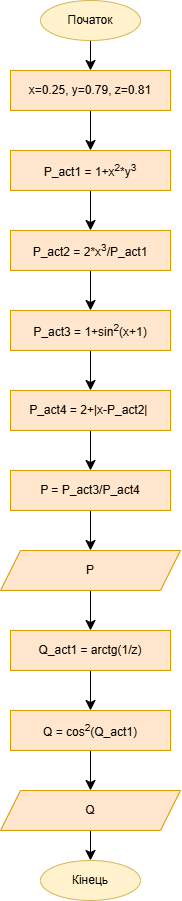 Початок
x=0.25, y=0.79, z=0.81
P_act1 = 1+x²*y³
P_act2 = 2*x³/P_act1
P_act3 = 1+sin²(x+1)
P_act4 = 2+|x-P_act2|
P = P_act3/P_act4
P
Q_act1 = arctg(1/z)
Q = cos²(Q_act1)
Q
Кінець